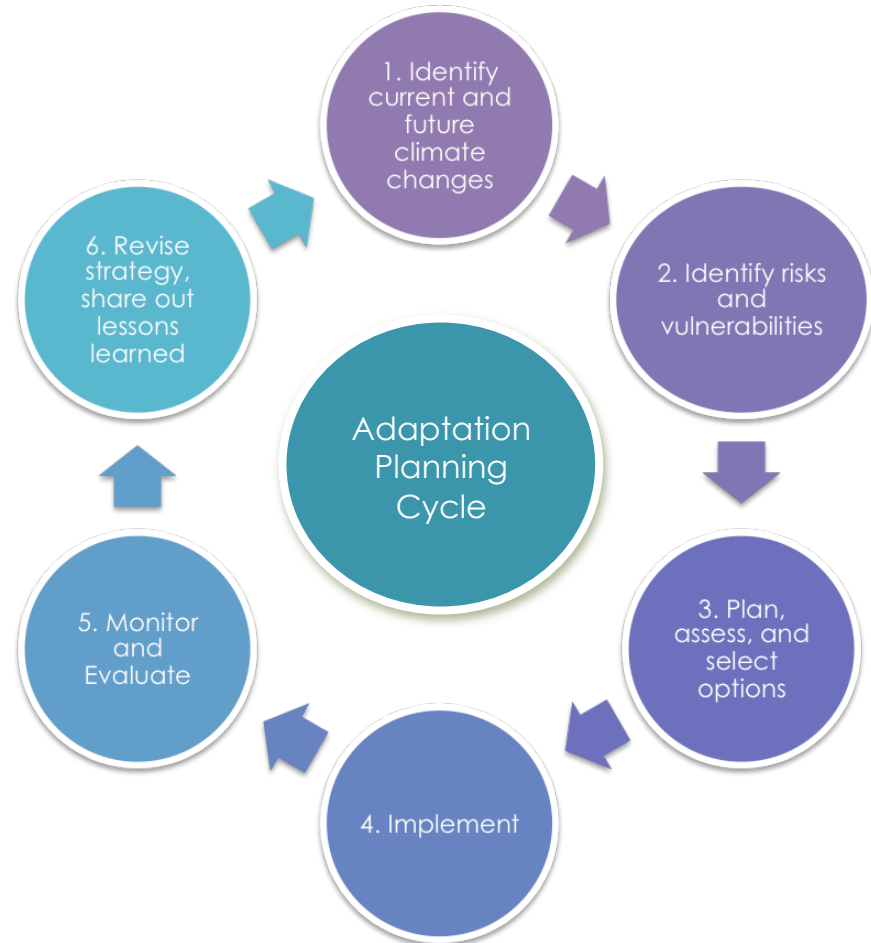 1. Identify
current and
future
climate
changes
2. Identify risks
and
vulnerabilities
3. Plan,
assess, and
select
options
4. Implement
5. Monitor
and
Evaluate
6. Revise
strategy,
share out
lessons
learned
Adaptation
Planning
Cycle